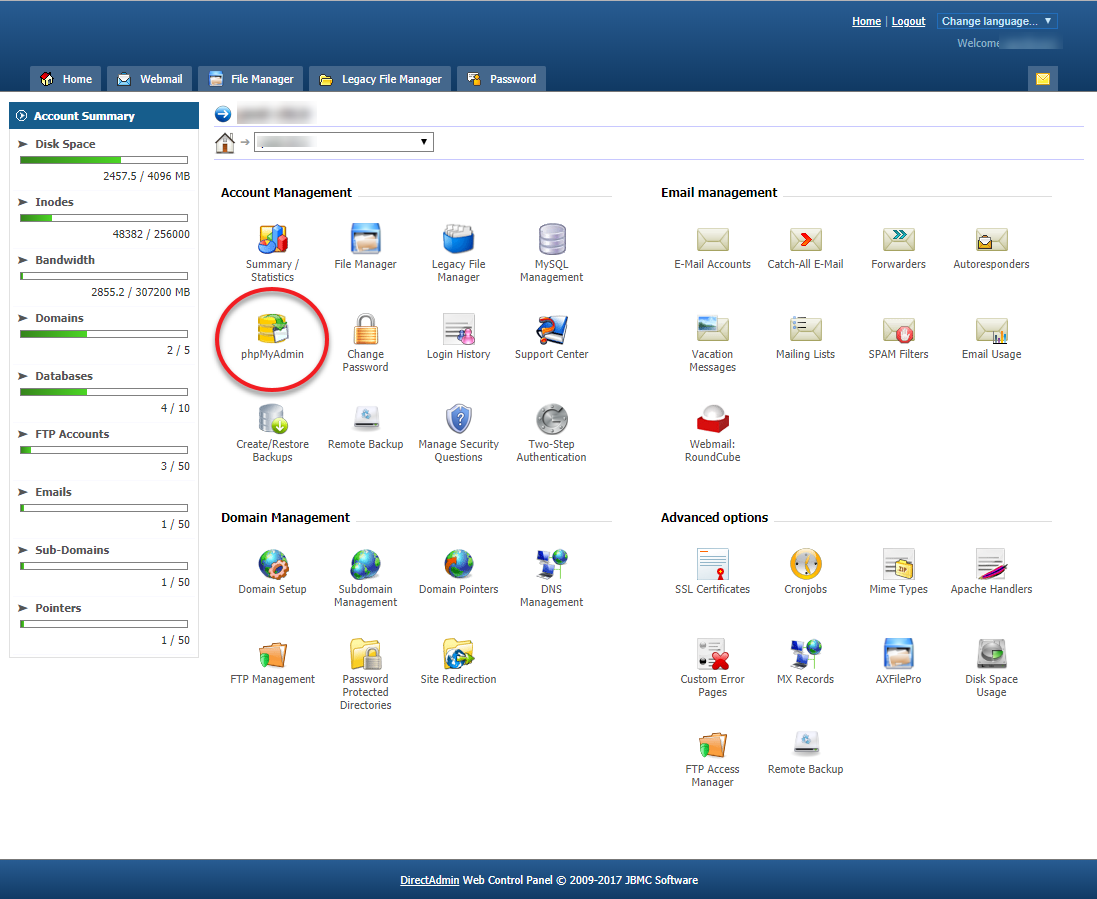 Home | Logout Change language...
Welcome
Home Webmail File Manager Legacy File Manager Password
Account Summary
Disk Space
2457.5 / 4096 MB
Inodes
48382 / 256000
Bandwidth
2855.2 / 307200 MB
Domains
2 / 5
Databases
4 / 10
FTP Accounts
3 / 50
Emails
1 / 50
Sub-Domains
1 / 50
Pointers
1 / 50
Account Management
Summary /
Statistics
File Manager
Legacy File
Manager
MySQL
Management
phpMyAdmin
Change
Password
Login History
Support Center
Create/Restore
Backups
Remote Backup
Manage Security
Questions
Two-Step
Authentication
Email management
E-Mail Accounts
Catch-All E-Mail
Forwarders
Autoresponders
Vacation
Messages
Mailing Lists
SPAM Filters
Email Usage
Webmail:
RoundCube
Domain Management
Domain Setup
Subdomain
Management
Domain Pointers
DNS
Management
FTP Management
Password
Protected
Directories
Site Redirection
Advanced options
SSL Certificates
Cronjobs
Mime Types
Apache Handlers
Custom Error
Pages
MX Records
AXFilePro
Disk Space
Usage
FTP Access
Manager
Remote Backup
DirectAdmin Web Control Panel © 2009-2017 JBMC Software